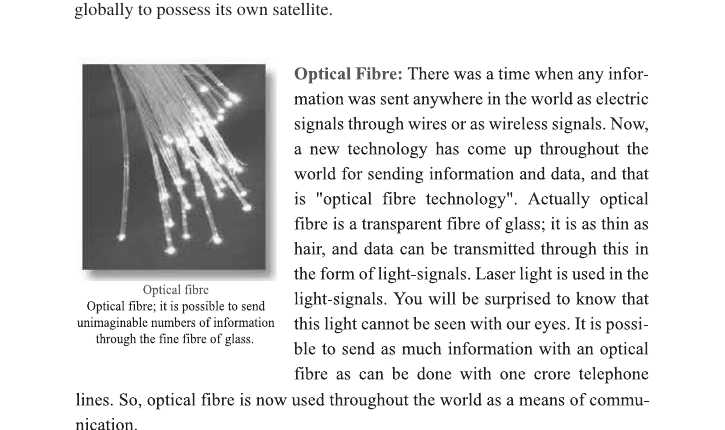 globally to possess its own satellite.
Optical Fibre: There was a time when any infor-
mation was sent anywhere in the world as electric
signals through wires or as wireless signals. Now,
a new technology has come up throughout the
world for sending information and data, and that
is "optical fibre technology". Actually optical
fibre is a transparent fibre of glass; it is as thin as
hair, and data can be transmitted through this in
the form of light-signals. Laser light is used in the
light-signals. You will be surprised to know that
this light cannot be seen with our eyes. It is possi-
ble to send as much information with an optical
fibre as can be done with one crore telephone
lines. So, optical fibre is now used throughout the world as a means of commu-
nication.
Optical fibre
Optical fibre; it is possible to send
unimaginable numbers of information
through the fine fibre of glass.